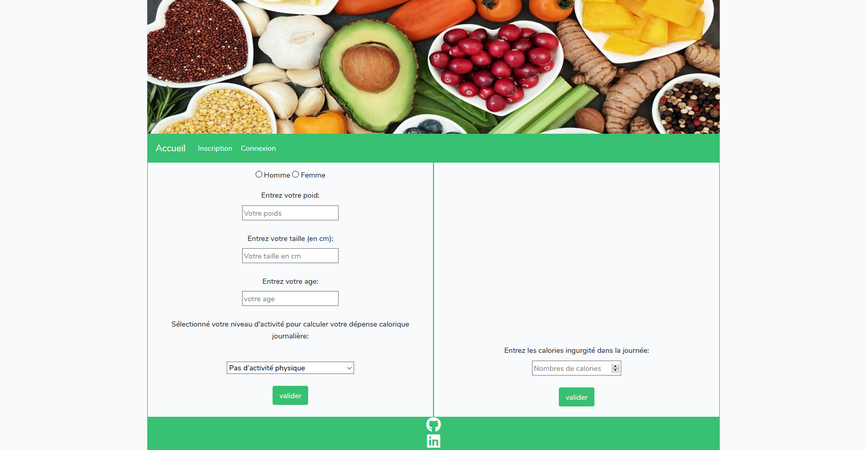 Accueil Inscription Connexion
Homme Femme
Entrez votre poid:
Votre poids
Entrez votre taille (en cm):
Votre taille en cm
Entrez votre age:
votre age
Sélectionné votre niveau d'activité pour calculer votre dépense calorique
journalière:
Pas d'activité physique
valider
Entrez les calories ingurgité dans la journée:
Nombres de calories
valider
in